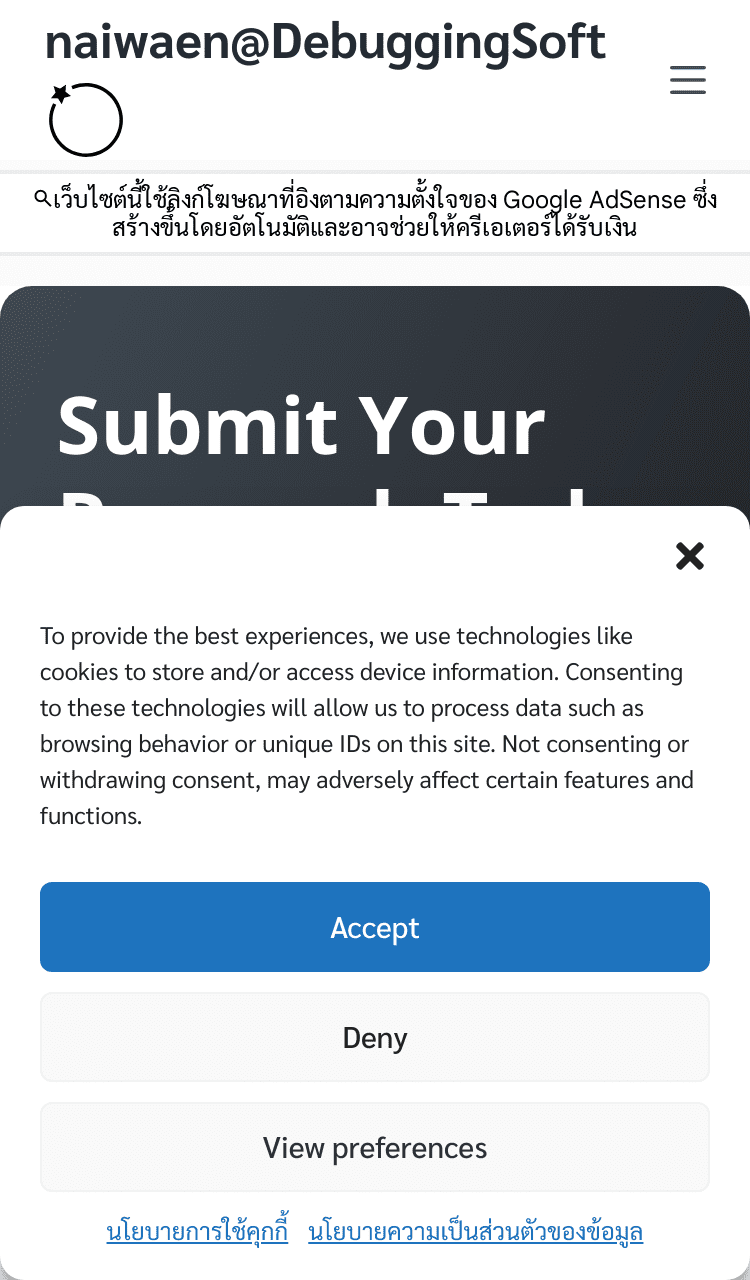 naiwaen@DebuggingSoft
เว็บไซต์นี้ใช้ลิงก์โฆษณาที่อิงตามความตั้งใจของ Google AdSense ซึ่ง
สร้างขึ้นโดยอัตโนมัติและอาจช่วยให้ครีเอเตอร์ได้รับเงิน
Submit Your
To provide the best experiences, we use technologies like
cookies to store and/or access device information. Consenting
to these technologies will allow us to process data such as
browsing behavior or unique IDs on this site. Not consenting or
withdrawing consent, may adversely affect certain features and
functions.
Accept
Deny
View preferences
นโยบายการใช้คุกกี้ นโยบายความเป็นส่วนตัวของข้อมูล